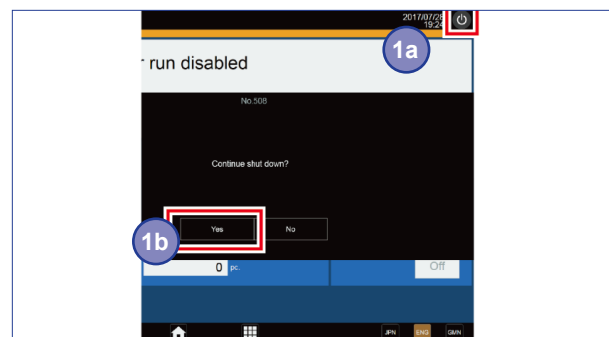 2017/07/28
19:24
1a
run disabled
No.508
Continue shut down?
1b
Yes
No
0 pc.
Off
JPN
ENG
GMN